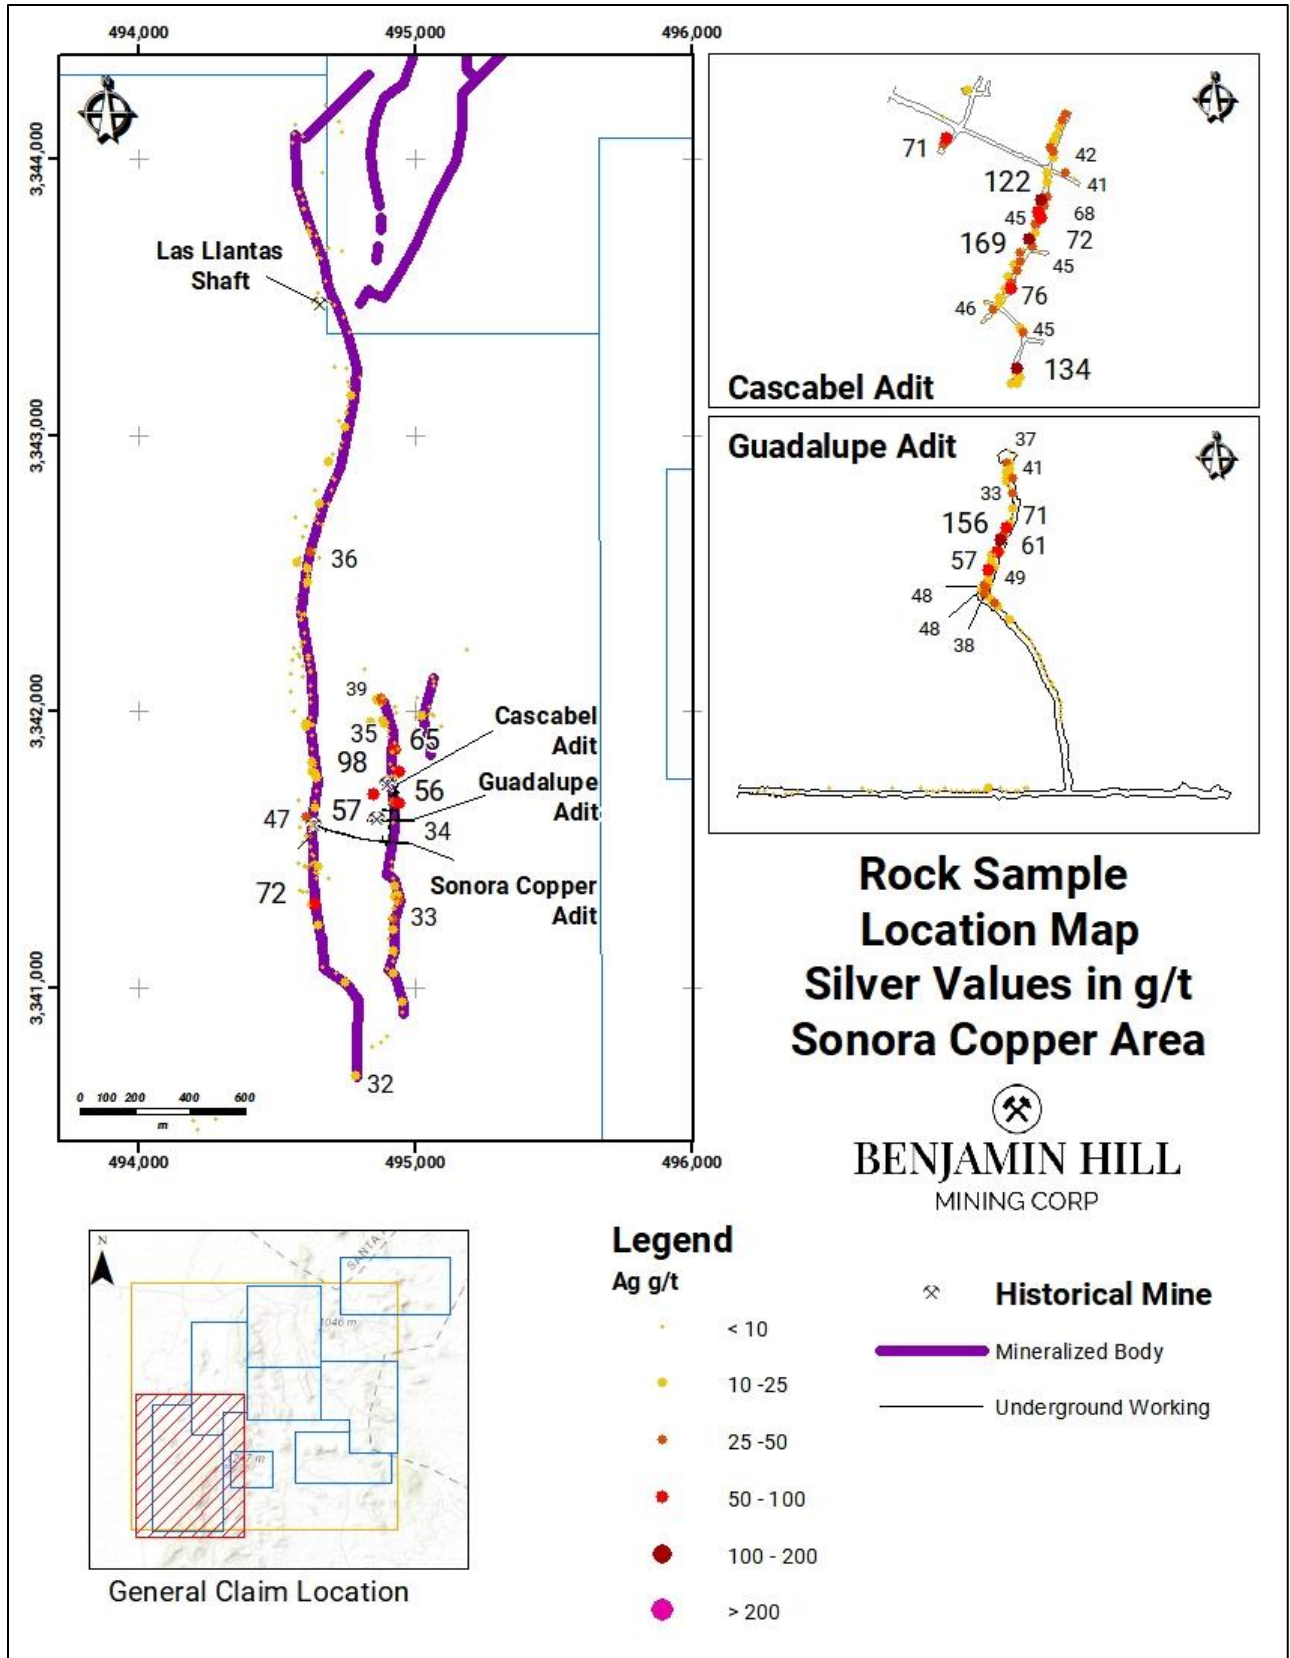 494,000
495,000
496,000
3,344,000
3,343,000
3,342,000
3,341,000
Las Llantas
Shaft
36
39
35
65
98
Cascabel
Adit
Guadalupe
Adit
56
57
47
34
72
Sonora Copper
Adit
33
32
0 100 200 400 600
m
494,000
495,000
496,000
71
42
41
122
45
68
169
72
45
76
46
45
134
Cascabel Adit
Guadalupe Adit
37
41
33
156
71
61
57
49
48
48
38
Rock Sample
Location Map
Silver Values in g/t
Sonora Copper Area
BENJAMIN HILL
MINING CORP
N
SANTA
1046 m
General Claim Location
Legend
Ag g/t
< 10
10 -25
25 -50
50 - 100
100 - 200
> 200
Historical Mine
Mineralized Body
Underground Working